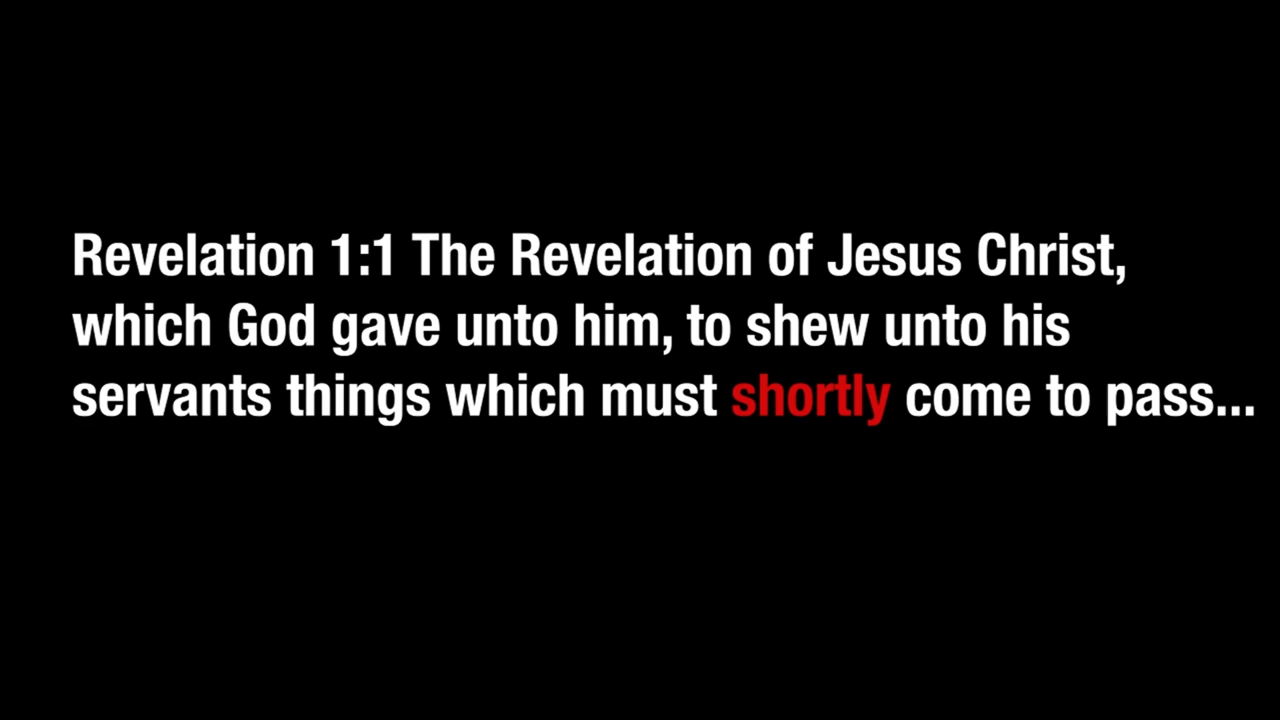 Revelation 1:1 The Revelation of Jesus Christ,
which God gave unto him, to shew unto his
servants things which must shortly come to pass...